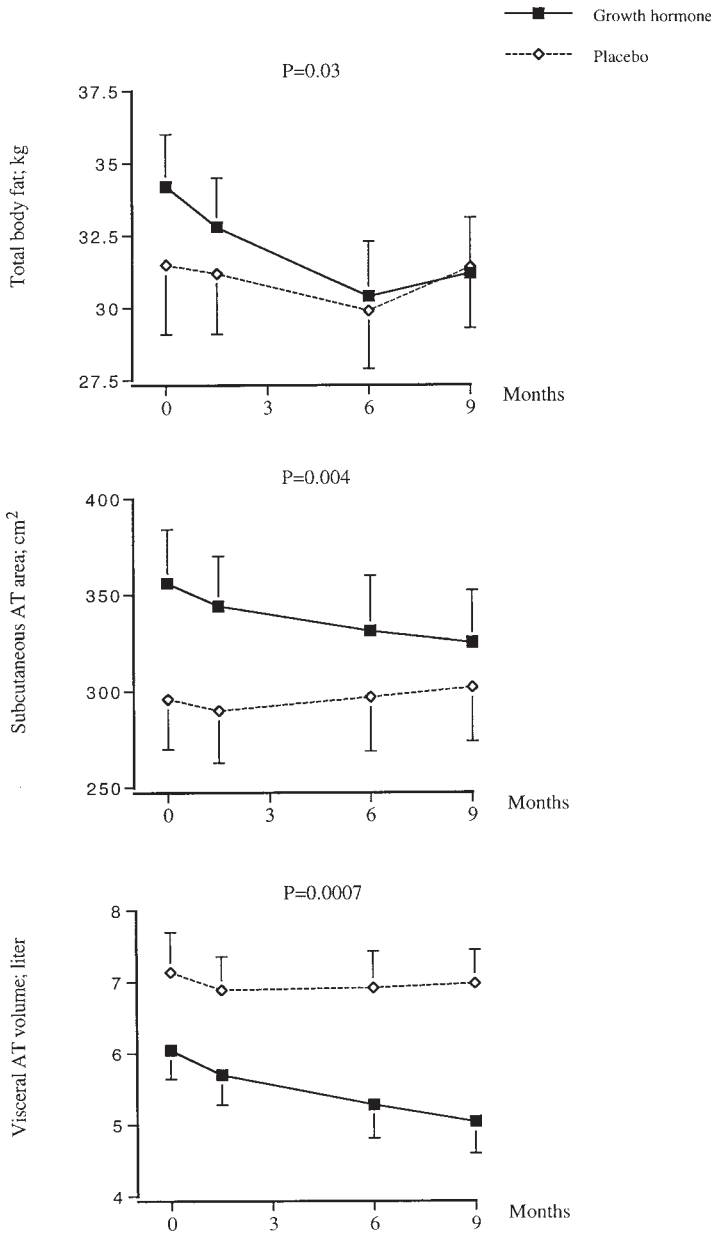 Growth hormone
Placebo
P=0.03
Total body fat; kg
37.5
35
32.5
30
27.5
0 3 6 9
Months
P=0.004
Subcutaneous AT area; cm²
400
350
300
250
0 3 6 9
Months
P=0.0007
Visceral AT volume; liter
8
7
6
5
4
0 3 6 9
Months